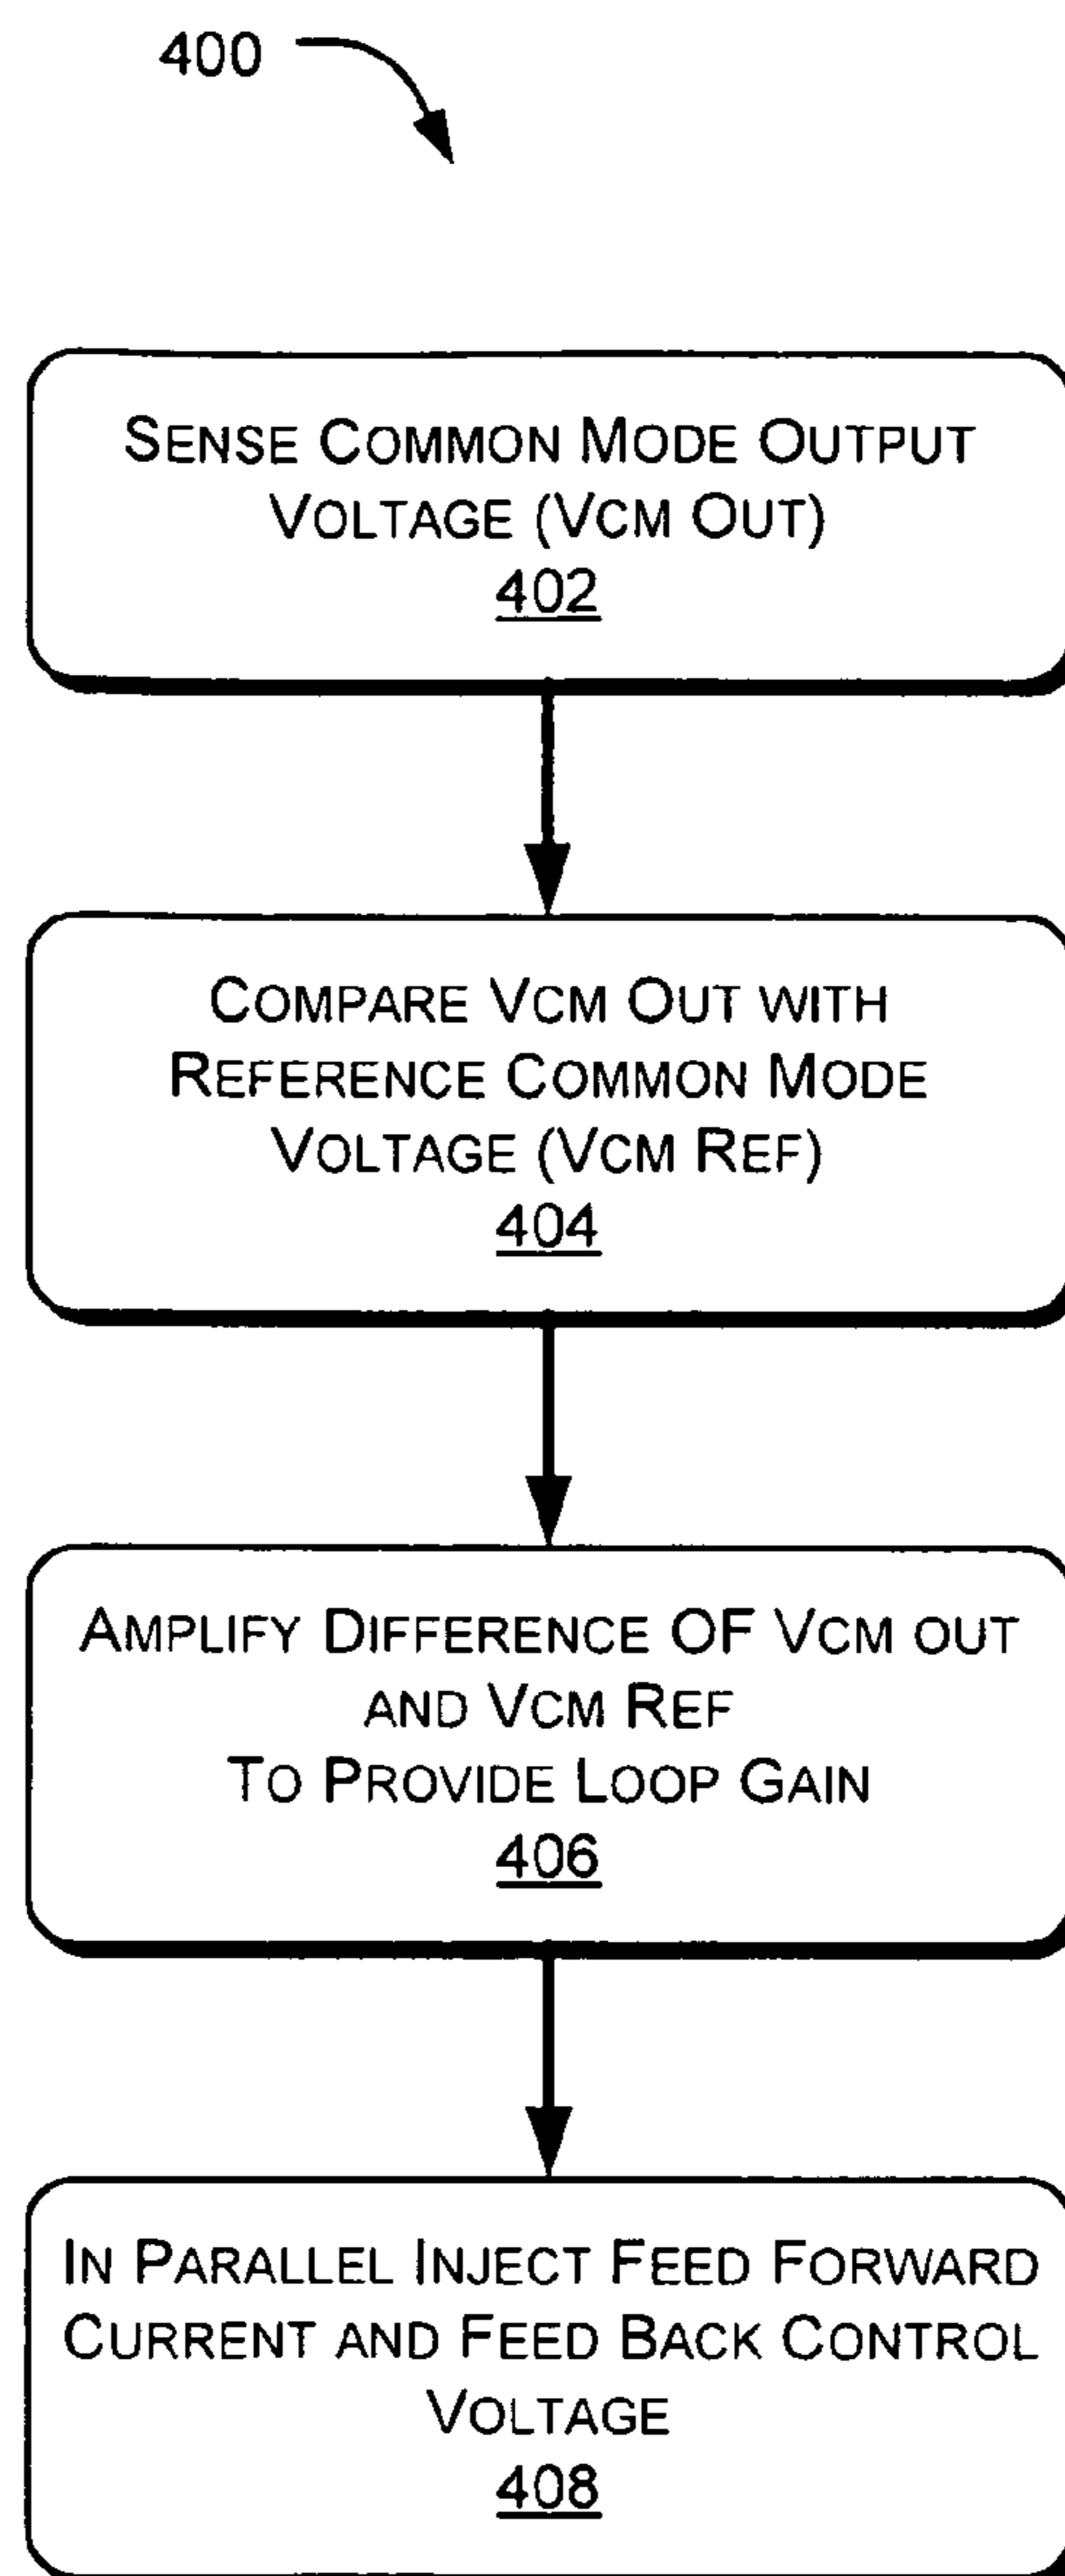 400
SENSE COMMON MODE OUTPUT
VOLTAGE (VCM OUT)
402
COMPARE VCM OUT WITH
REFERENCE COMMON MODE
VOLTAGE (VCM REF)
404
AMPLIFY DIFFERENCE OF VCM OUT
AND VCM REF
TO PROVIDE LOOP GAIN
406
IN PARALLEL INJECT FEED FORWARD
CURRENT AND FEED BACK CONTROL
VOLTAGE
408